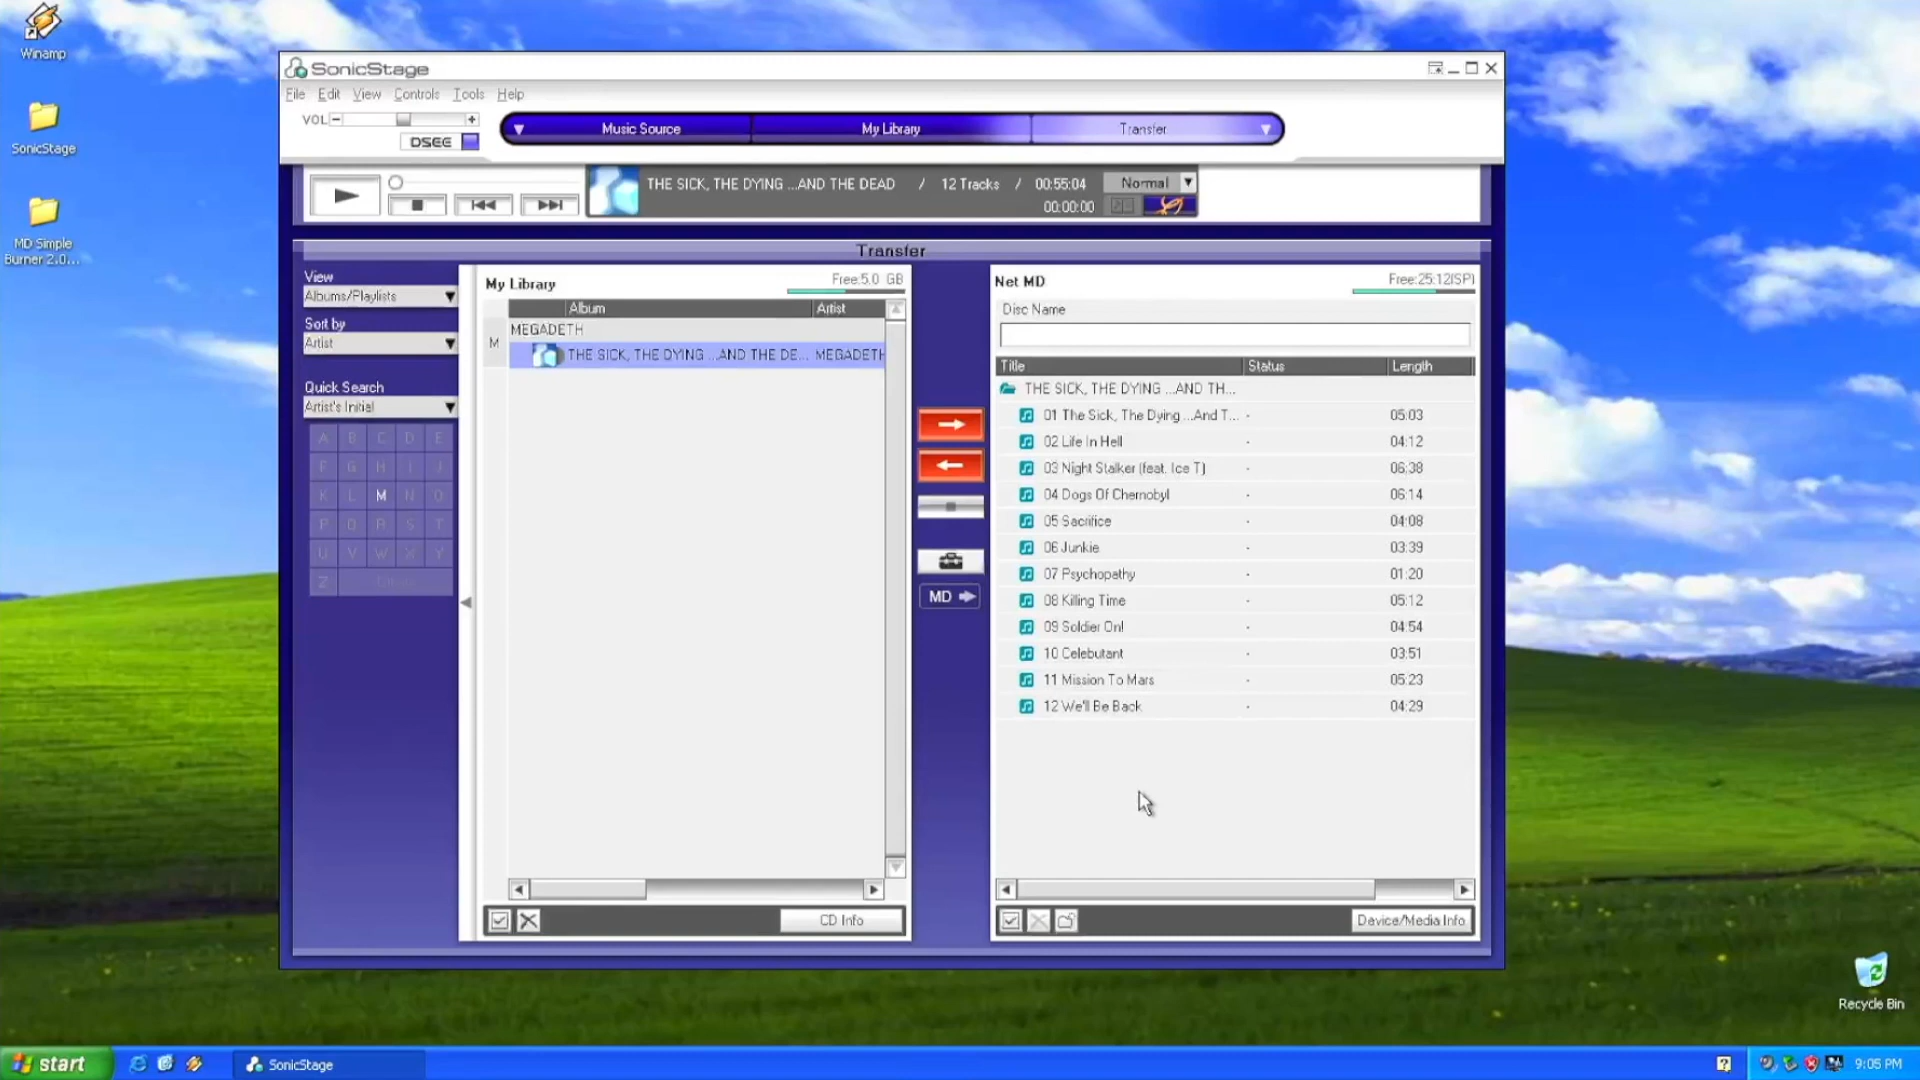 Winamp
SonicStage
MD Simple
Burner 2.0...
SonicStage
File Edit View Controls Tools Help
VOL
DSEE
Music Source My Library Transfer
THE SICK, THE DYING ...AND THE DEAD / 12 Tracks / 00:55:04
Normal
00:00:00
Transfer
View
Albums/Playlists
Sort by
Artist
Quick Search
Artist's Initial
A B C D E
F G H I J
K L M N O
P Q R S T
U V W X Y
Z
My Library Free:5.0 GB
Album Artist
MEGADETH
M
THE SICK, THE DYING ...AND THE DE... MEGADETH
CD Info
MD
Net MD Free:25:12(SP)
Disc Name
Title Status Length
THE SICK, THE DYING ...AND TH...
01 The Sick, The Dying ...And T... - 05:03
02 Life In Hell - 04:12
03 Night Stalker (feat. Ice T) - 06:38
04 Dogs Of Chernobyl - 06:14
05 Sacrifice - 04:08
06 Junkie - 03:39
07 Psychopathy - 01:20
08 Killing Time - 05:12
09 Soldier On! - 04:54
10 Celebutant - 03:51
11 Mission To Mars - 05:23
12 We'll Be Back - 04:29
Device/Media Info
Recycle Bin
start
SonicStage
9:05 PM